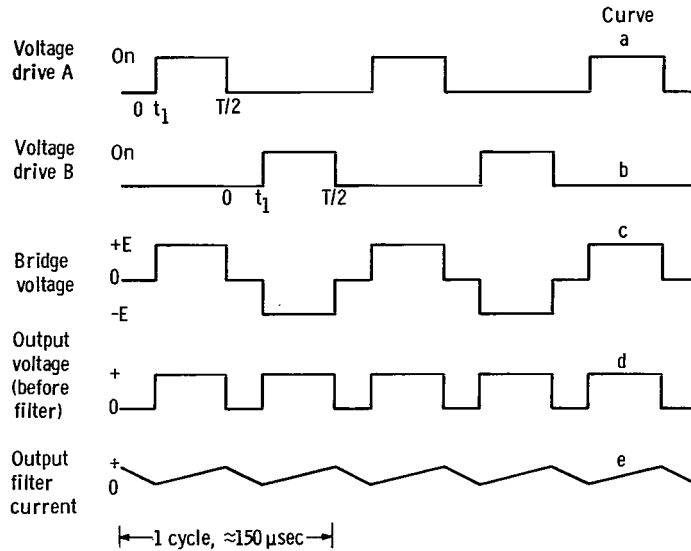 Curve
a
Voltage
drive A
On
0 t1 T/2
Voltage
drive B
On
b
0 t1 T/2
Bridge
voltage
+E
0
-E
c
Output
voltage
(before
filter)
+
0
d
Output
filter
current
+
0
e
1 cycle, ≈150 μsec